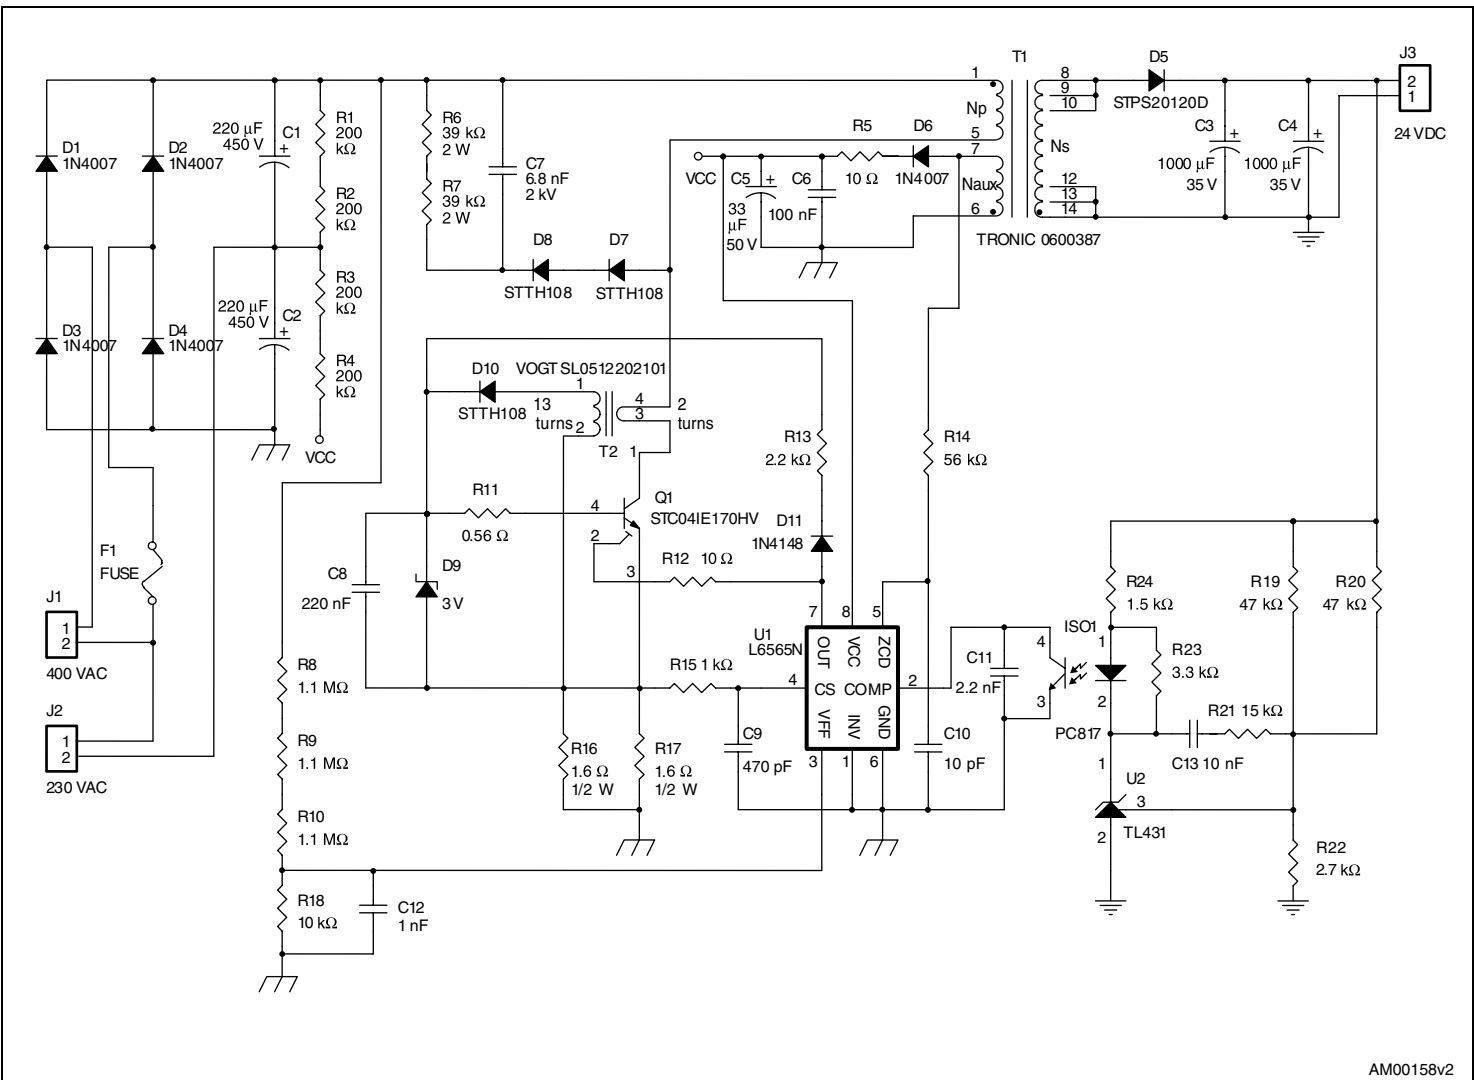 T1
D5
J3
1
8
9
10
STPS20120D
2
1
24 VDC
Np
5
7
Ns
Naux
6
12
13
14
TRONIC 0600387
D1
1N4007
D2
1N4007
220 µF
450 V
C1
+
R1
200
kΩ
R2
200
kΩ
R6
39 kΩ
2 W
R7
39 kΩ
2 W
C7
6.8 nF
2 kV
R5
10 Ω
D6
1N4007
VCC
C5
+
33
µF
50 V
C6
100 nF
C3
+
1000 µF
35 V
C4
+
1000 µF
35 V
D8
STTH108
D7
STTH108
D3
1N4007
D4
1N4007
220 µF
450 V
C2
+
R3
200
kΩ
R4
200
kΩ
VCC
D10
STTH108
VOGT SL0512202101
1
13
turns
2
4
3
2
turns
T2
1
R13
2.2 kΩ
R14
56 kΩ
R11
0.56 Ω
4
Q1
STC04IE170HV
2
3
R12 10 Ω
D11
1N4148
F1
FUSE
C8
220 nF
D9
3 V
J1
1
2
400 VAC
J2
1
2
230 VAC
R8
1.1 MΩ
R9
1.1 MΩ
R10
1.1 MΩ
R18
10 kΩ
C12
1 nF
R15 1 kΩ
R16
1.6 Ω
1/2 W
R17
1.6 Ω
1/2 W
C9
470 pF
U1
L6565N
7
8
5
OUT
VCC
ZCD
4
CS
COMP
2
VFF
INV
GND
3
1
6
C10
10 pF
C11
2.2 nF
4
3
ISO1
1
2
PC817
R24
1.5 kΩ
R23
3.3 kΩ
R19
47 kΩ
R20
47 kΩ
R21 15 kΩ
C13 10 nF
1
U2
3
2
TL431
R22
2.7 kΩ
AM00158v2